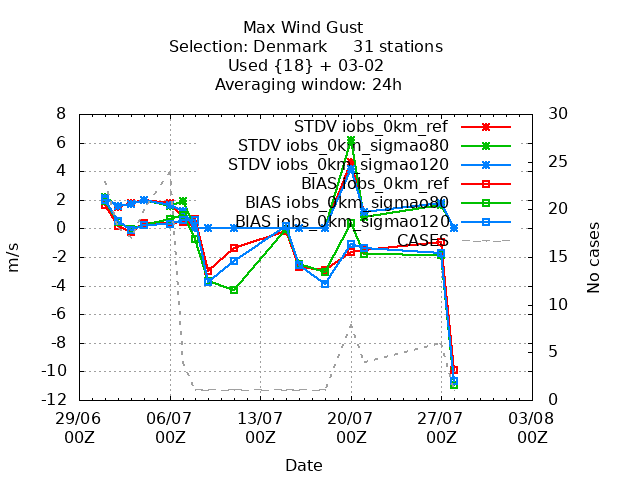 Max Wind Gust
Selection: Denmark 31 stations
Used {18} + 03-02
Averaging window: 24h
STDV iobs_0km_ref
STDV iobs_0km_sigmao80
STDV iobs_0km_sigmao120
BIAS iobs_0km_ref
BIAS iobs_0km_sigmao80
BIAS iobs_0km_sigmao120
CASES
8
6
4
2
0
-2
-4
-6
-8
-10
-12
m/s
30
25
20
15
10
5
0
No cases
29/06 06/07 13/07 20/07 27/07 03/08
00Z 00Z 00Z 00Z 00Z 00Z
Date